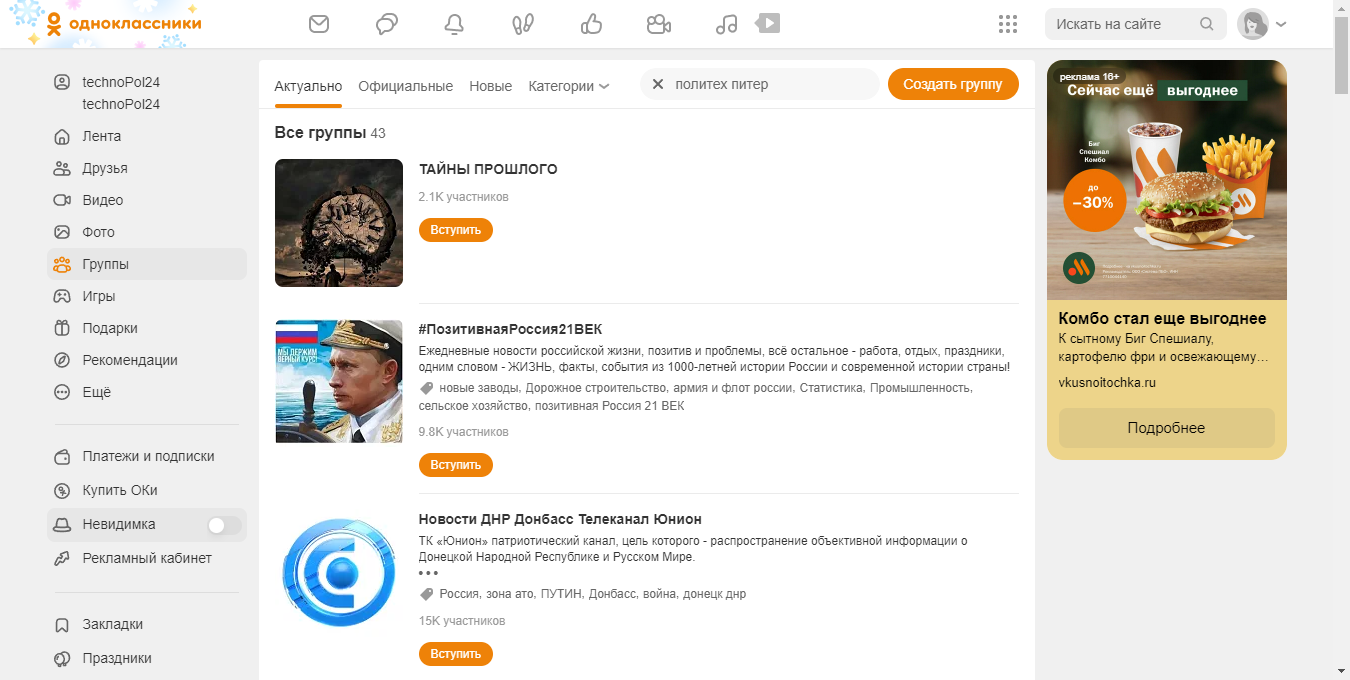 одноклассники
Искать на сайте
technoPol24
technoPol24
Лента
Друзья
Видео
Фото
Группы
Игры
Подарки
Рекомендации
Ещё
Платежи и подписки
Купить ОКи
Невидимка
Рекламный кабинет
Закладки
Праздники
Актуально Официальные Новые Категории
политех питер
Создать группу
Все группы 43
ТАЙНЫ ПРОШЛОГО
2.1K участников
Вступить
МЫ ДЕРЖИМ
ВЕРНЫЙ КУРС!
#ПозитивнаяРоссия21ВЕК
Ежедневные новости российской жизни, позитив и проблемы, всё остальное - работа, отдых, праздники,
одним словом - ЖИЗНЬ, факты, события из 1000-летней истории России и современной истории страны!
новые заводы, Дорожное строительство, армия и флот россии, Статистика, Промышленность,
сельское хозяйство, позитивная Россия 21 ВЕК
9.8K участников
Вступить
Новости ДНР Донбасс Телеканал Юнион
ТК «Юнион» патриотический канал, цель которого - распространение объективной информации о
Донецкой Народной Республике и Русском Мире.
•••
Россия, зона ато, ПУТИН, Донбасс, война, донецк днр
15K участников
Вступить
реклама 16+
Сейчас ещё выгоднее
Биг
Спешиал
Комбо
до
−30%
Комбо стал еще выгоднее
К сытному Биг Спешиалу,
картофелю фри и освежающему…
vkusnoitochka.ru
Подробнее